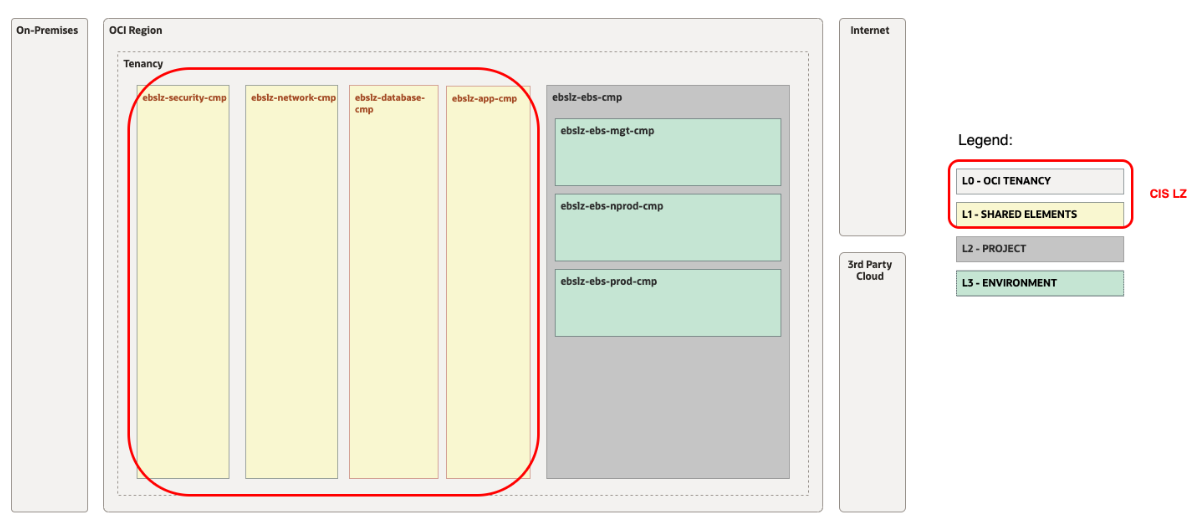 On-Premises
OCI Region
Tenancy
ebslz-security-cmp
ebslz-network-cmp
ebslz-database-
cmp
ebslz-app-cmp
ebslz-ebs-cmp
ebslz-ebs-mgt-cmp
ebslz-ebs-nprod-cmp
ebslz-ebs-prod-cmp
Internet
3rd Party
Cloud
Legend:
L0 - OCI TENANCY
L1 - SHARED ELEMENTS
L2 - PROJECT
L3 - ENVIRONMENT
CIS LZ